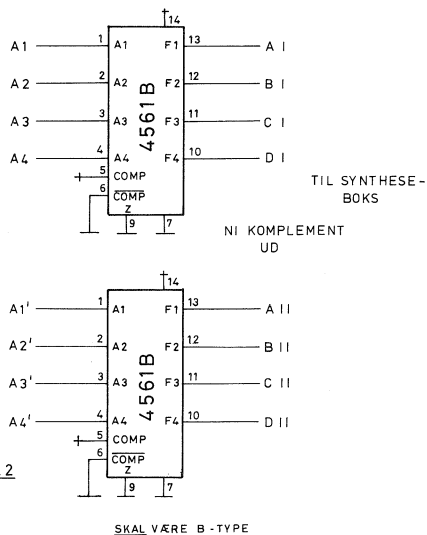 14
A1 1 A1 F1 13 A I
A2 2 A2 F2 12 B I
A3 3 A3 F3 11 C I
A4 4 A4 F4 10 D I
4561B
5 COMP
6 COMP
Z
9 7
TIL SYNTHESE-
BOKS
NI KOMPLEMENT
UD
14
A1' 1 A1 F1 13 A II
A2' 2 A2 F2 12 B II
A3' 3 A3 F3 11 C II
A4' 4 A4 F4 10 D II
4561B
5 COMP
6 COMP
Z
9 7
2
SKAL VÆRE B-TYPE